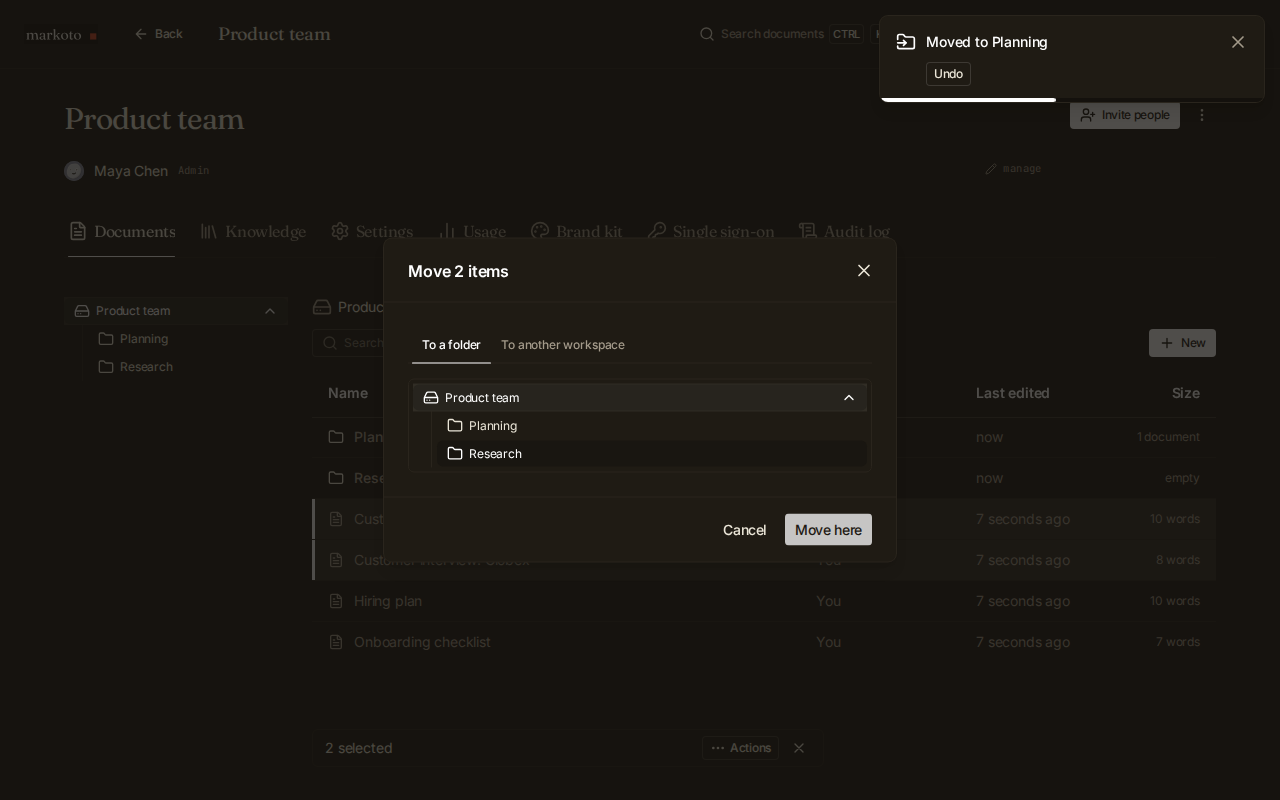 markoto
Back
Product team
Search documents CTRL
Moved to Planning
Undo
Product team
Invite people
Maya Chen Admin
manage
Documents Knowledge Settings Usage Brand kit Single sign-on Audit log
Move 2 items
Product team
Planning
Research
Search
New
To a folder To another workspace
Product team
Planning
Research
Cancel Move here
Name Last edited Size
now 1 document
now empty
7 seconds ago 10 words
7 seconds ago 8 words
Hiring plan You 7 seconds ago 10 words
Onboarding checklist You 7 seconds ago 7 words
2 selected Actions